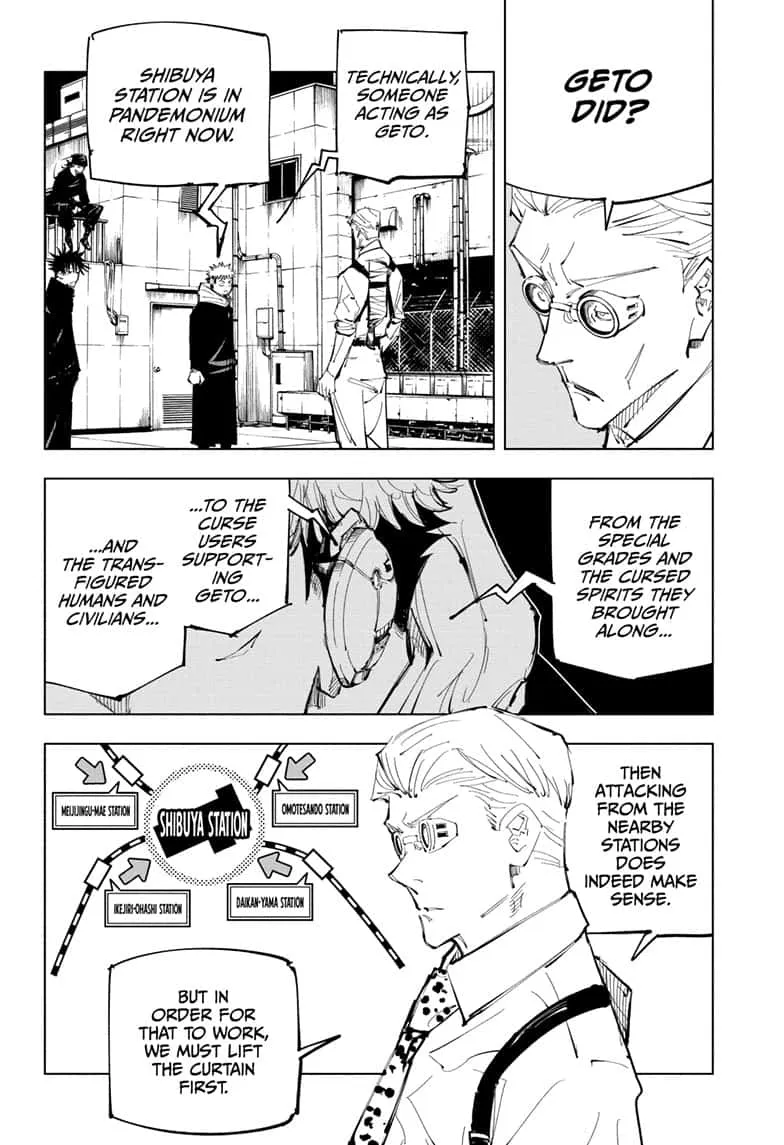 GETO
DID?
TECHNICALLY,
SOMEONE
ACTING AS
GETO.
SHIBUYA
STATION IS IN
PANDEMONIUM
RIGHT NOW.
FROM THE
SPECIAL
GRADES AND
THE CURSED
SPIRITS THEY
BROUGHT
ALONG...
...TO THE
CURSE
USERS
SUPPORT-
ING
GETO...
...AND
THE TRANS-
FIGURED
HUMANS AND
CIVILIANS...
THEN
ATTACKING
FROM THE
NEARBY
STATIONS
DOES
INDEED MAKE
SENSE.
MEIJIJINGU-MAE STATION
OMOTESANDO STATION
SHIBUYA STATION
IKEJIRI-OHASHI STATION
DAIKAN-YAMA STATION
BUT IN
ORDER FOR
THAT TO WORK,
WE MUST LIFT
THE CURTAIN
FIRST.